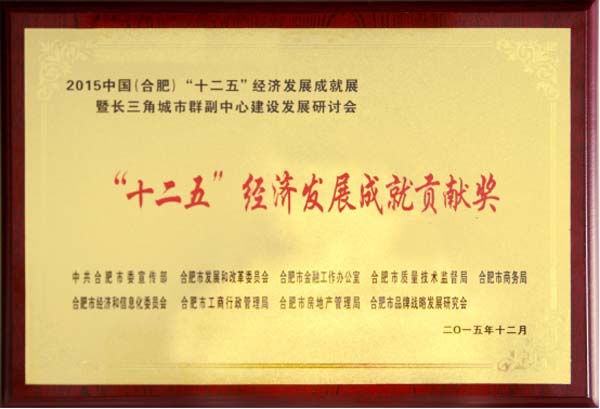 2015中国(合肥)“十二五”经济发展成就展
暨长三角城市群副中心建设发展研讨会
“十二五”经济发展成就贡献奖
中共合肥市委宣传部 合肥市发展和改革委员会 合肥市金融工作办公室 合肥市质量技术监督局 合肥市商务局
合肥市经济和信息化委员会 合肥市工商行政管理局 合肥市房地产管理局 合肥市品牌战略发展研究会
二〇一五年十二月